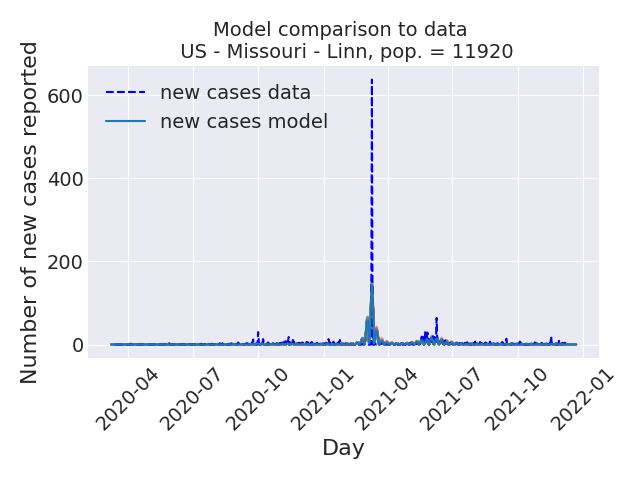 Model comparison to data
US - Missouri - Linn, pop. = 11920
Number of new cases reported
600
400
200
0
new cases data
new cases model
2020-04
2020-07
2020-10
2021-01
2021-04
2021-07
2021-10
2022-01
Day